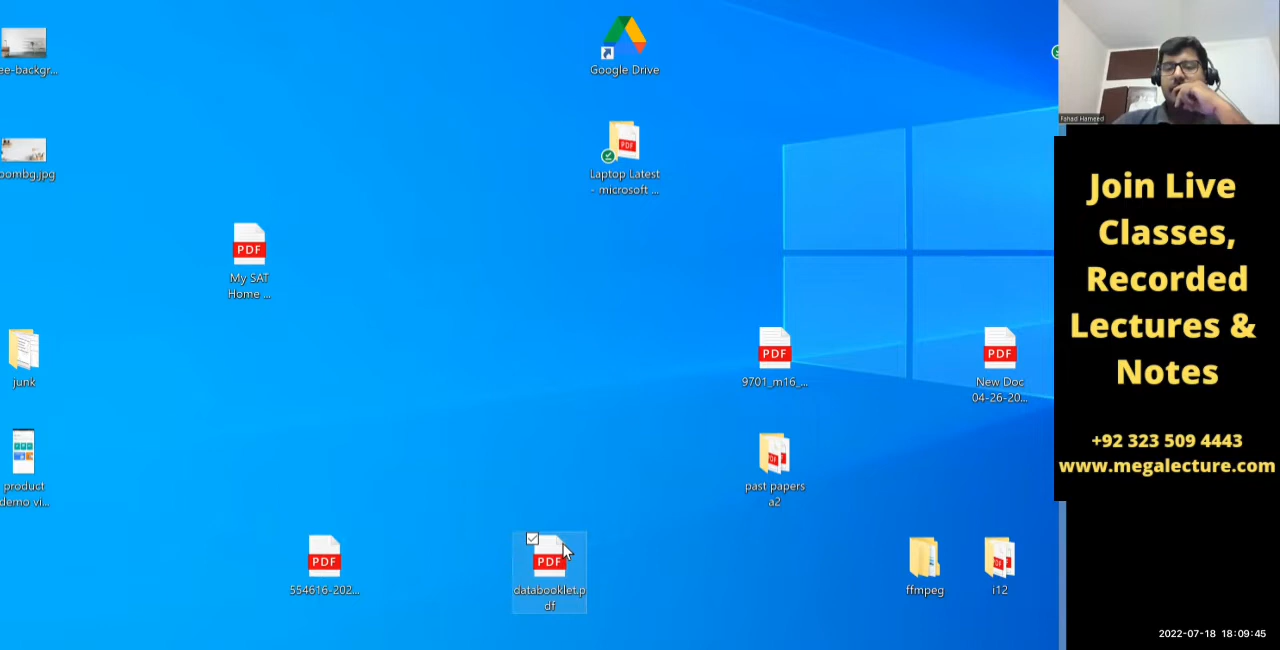 ee-backgr...
Google Drive
Fahad Hameed
oombg.jpg
PDF
Laptop Latest
- microsoft ...
PDF
My SAT
Home ...
junk
PDF
9701_m16_...
PDF
New Doc
04-26-20...
product
demo vi...
past papers
a2
PDF
554616-202...
PDF
databooklet.p
df
ffmpeg
i12
Join Live
Classes,
Recorded
Lectures &
Notes
+92 323 509 4443
www.megalecture.com
2022-07-18 18:09:45